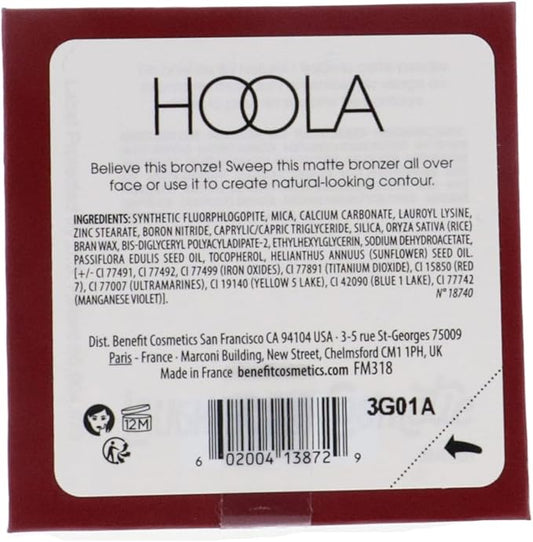 HOOLA
Believe this bronze! Sweep this matte bronzer all over
face or use it to create natural-looking contour.
INGREDIENTS: SYNTHETIC FLUORPHLOGOPITE, MICA, CALCIUM CARBONATE, LAUROYL LYSINE,
ZINC STEARATE, BORON NITRIDE, CAPRYLIC/CAPRIC TRIGLYCERIDE, SILICA, ORYZA SATIVA (RICE)
BRAN WAX, BIS-DIGLYCERYL POLYACYLADIPATE-2, ETHYLHEXYLGLYCERIN, SODIUM DEHYDROACETATE,
PASSIFLORA EDULIS SEED OIL, TOCOPHEROL, HELIANTHUS ANNUUS (SUNFLOWER) SEED OIL.
[+/- CI 77491, CI 77492, CI 77499 (IRON OXIDES), CI 77891 (TITANIUM DIOXIDE), CI 15850 (RED
7), CI 77007 (ULTRAMARINES), CI 19140 (YELLOW 5 LAKE), CI 42090 (BLUE 1 LAKE), CI 77742
(MANGANESE VIOLET)].
N° 18740
Dist. Benefit Cosmetics San Francisco CA 94104 USA · 3-5 rue St-Georges 75009
Paris - France · Marconi Building, New Street, Chelmsford CM1 1PH, UK
Made in France benefitcosmetics.com FM318
12M
3G01A
6 02004 13872 9